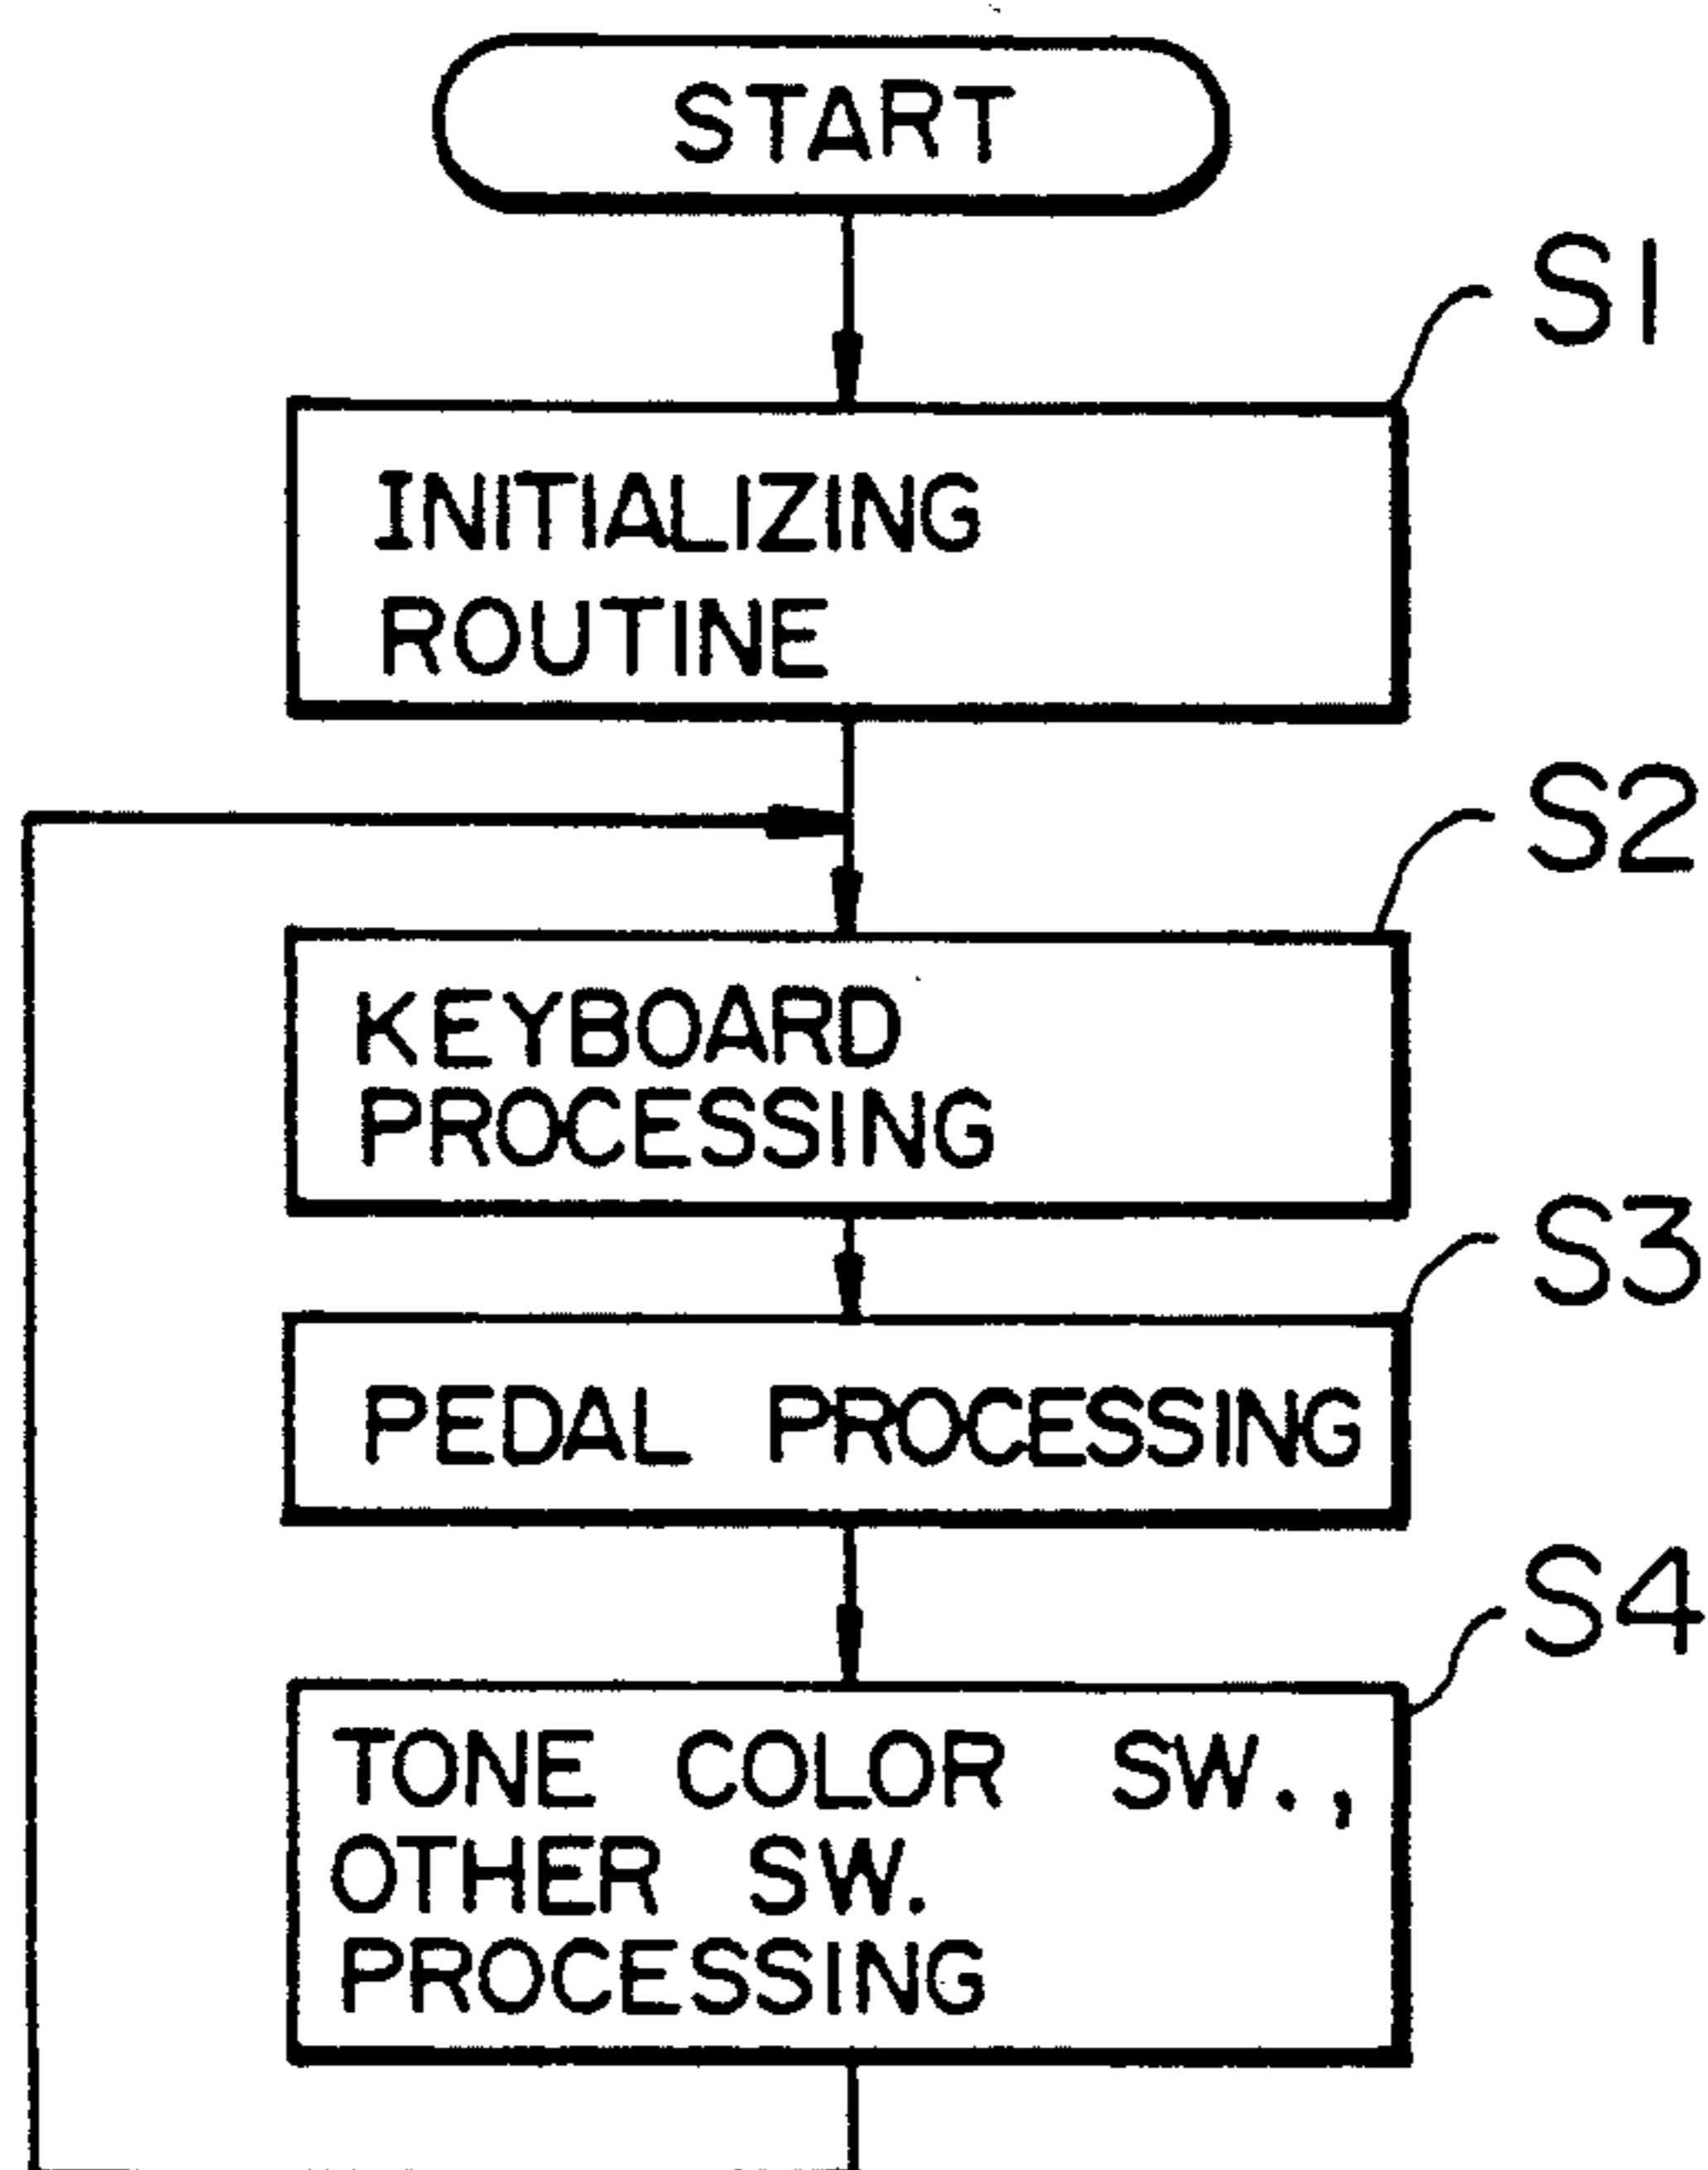 START
S1
INITIALIZING
ROUTINE
S2
KEYBOARD
PROCESSING
S3
PEDAL PROCESSING
S4
TONE COLOR SW.,
OTHER SW.
PROCESSING